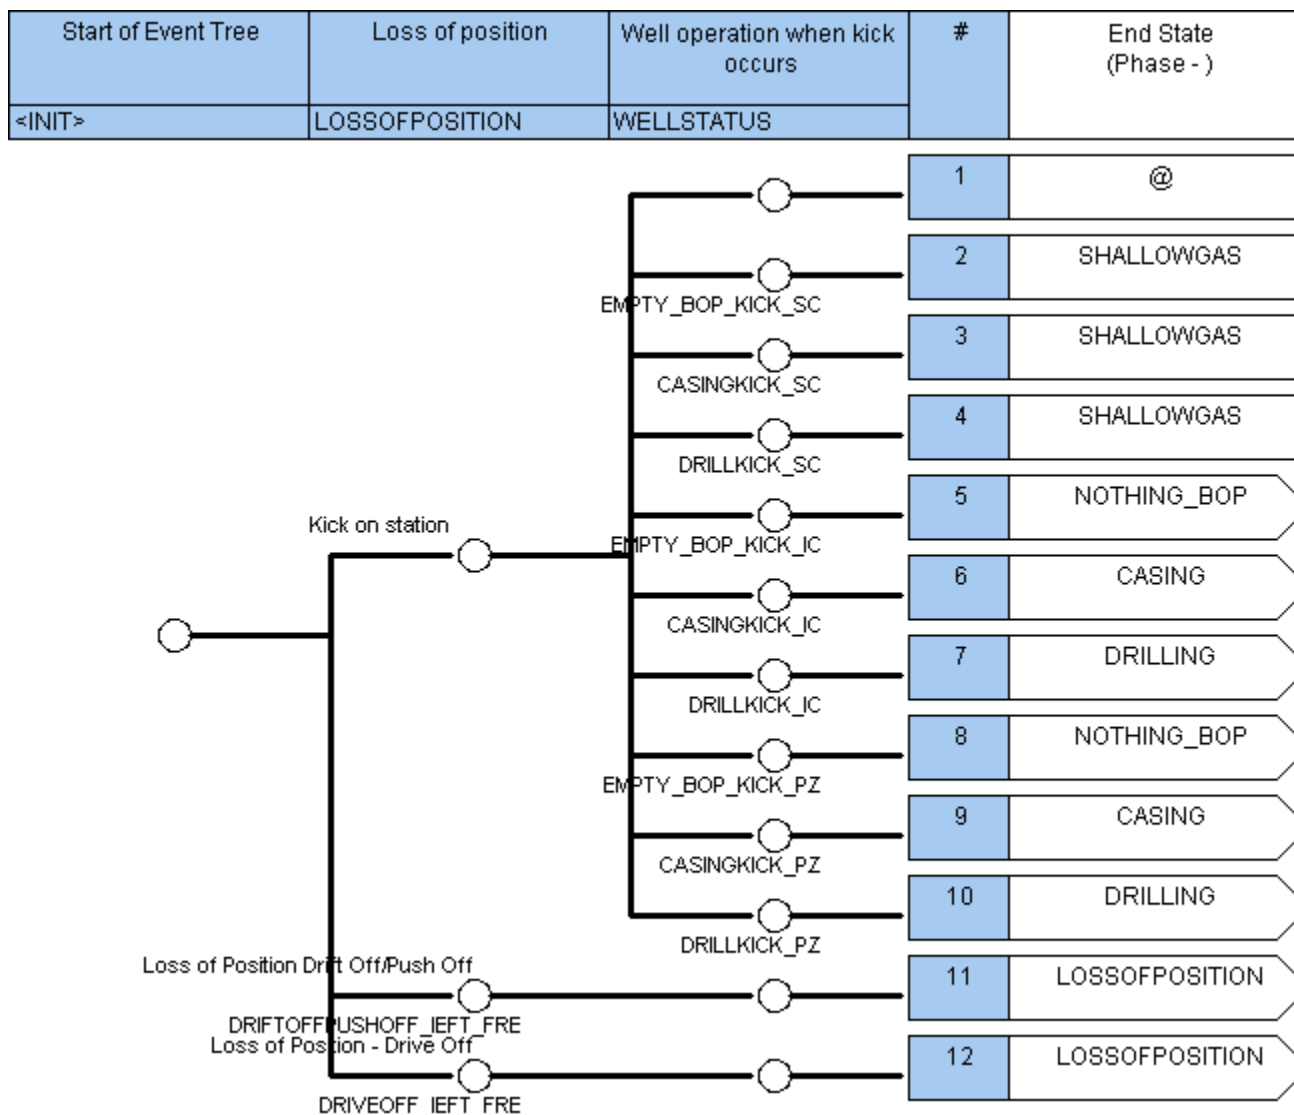 Start of Event Tree
Loss of position
Well operation when kick
occurs
#
End State
(Phase - )
<INIT>
LOSSOFPOSITION
WELLSTATUS
1
@
2
SHALLOWGAS
EMPTY_BOP_KICK_SC
3
SHALLOWGAS
CASINGKICK_SC
4
SHALLOWGAS
DRILLKICK_SC
5
NOTHING_BOP
Kick on station
EMPTY_BOP_KICK_IC
6
CASING
CASINGKICK_IC
7
DRILLING
DRILLKICK_IC
8
NOTHING_BOP
EMPTY_BOP_KICK_PZ
9
CASING
CASINGKICK_PZ
10
DRILLING
DRILLKICK_PZ
Loss of Position Drift Off/Push Off
11
LOSSOFPOSITION
DRIFTOFFPUSHOFF_IEFT_FRE
Loss of Position - Drive Off
12
LOSSOFPOSITION
DRIVEOFF_IEFT_FRE